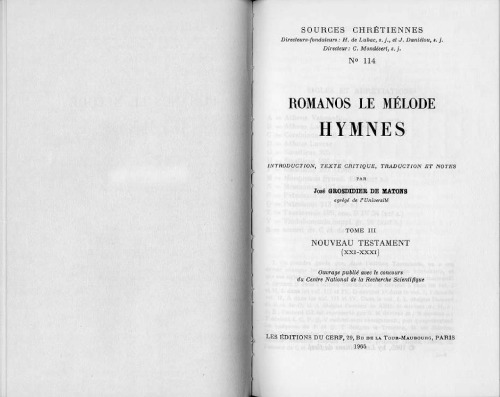 SOURCES CHRÉTIENNES
Directeurs-fondateurs : H. de Lubac, s. j., et J. Daniélou, s. j.
Directeur : C. Mondésert, s. j.
Nº 114
ROMANOS LE MÉLODE
HYMNES
INTRODUCTION, TEXTE CRITIQUE, TRADUCTION ET NOTES
PAR
José GROSDIDIER DE MATONS
agrégé de l'Université
TOME III
NOUVEAU TESTAMENT
(XXI-XXXI)
Ouvrage publié avec le concours
du Centre National de la Recherche Scientifique
LES ÉDITIONS DU CERF, 29, BD DE LA TOUR-MAUBOURG, PARIS
1965